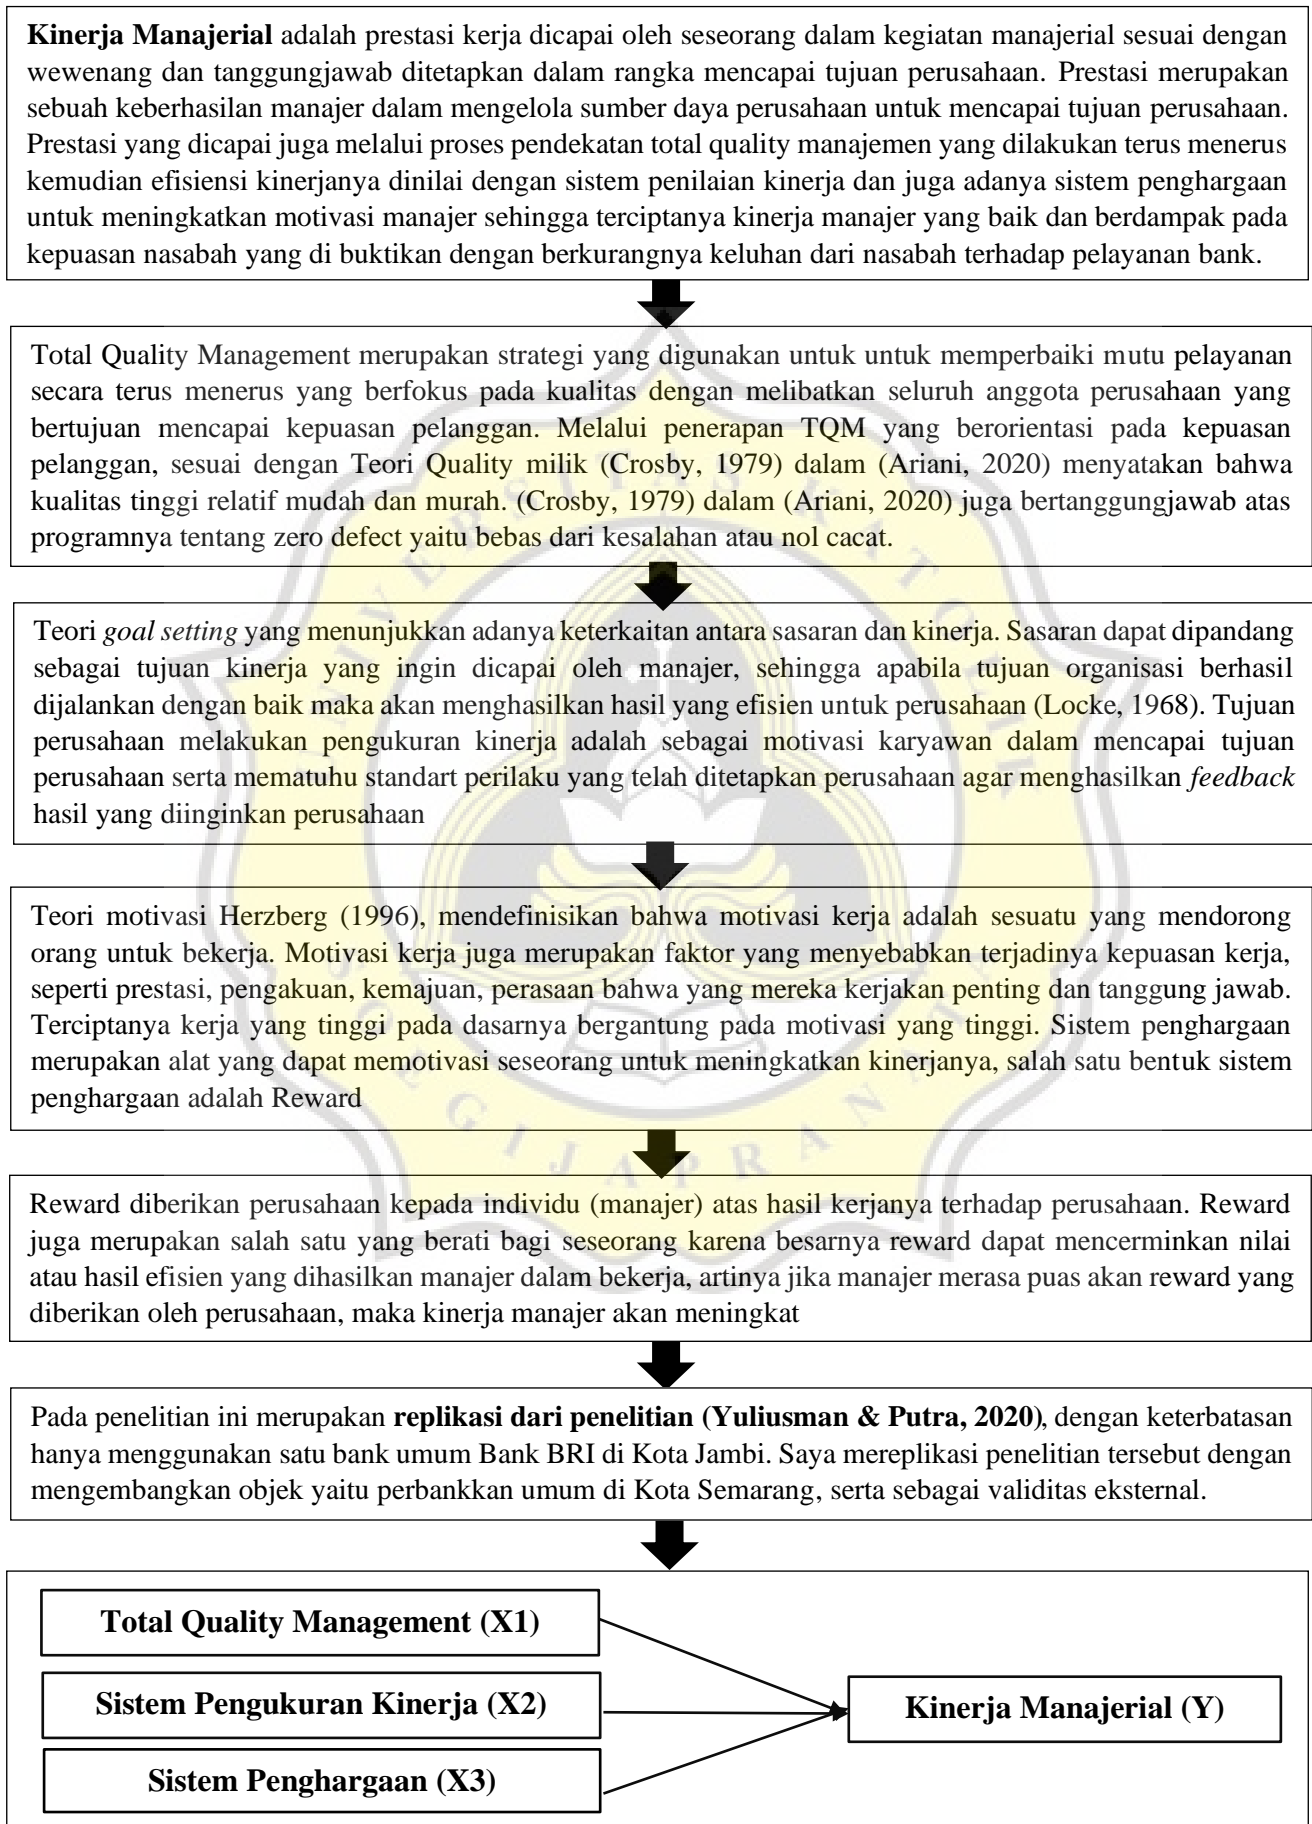 Kinerja Manajerial adalah prestasi kerja dicapai oleh seseorang dalam kegiatan manajerial sesuai dengan
wewenang dan tanggungjawab ditetapkan dalam rangka mencapai tujuan perusahaan. Prestasi merupakan
sebuah keberhasilan manajer dalam mengelola sumber daya perusahaan untuk mencapai tujuan perusahaan.
Prestasi yang dicapai juga melalui proses pendekatan total quality manajemen yang dilakukan terus menerus
kemudian efisiensi kinerjanya dinilai dengan sistem penilaian kinerja dan juga adanya sistem penghargaan
untuk meningkatkan motivasi manajer sehingga terciptanya kinerja manajer yang baik dan berdampak pada
kepuasan nasabah yang di buktikan dengan berkurangnya keluhan dari nasabah terhadap pelayanan bank.
Total Quality Management merupakan strategi yang digunakan untuk untuk memperbaiki mutu pelayanan
secara terus menerus yang berfokus pada kualitas dengan melibatkan seluruh anggota perusahaan yang
bertujuan mencapai kepuasan pelanggan. Melalui penerapan TQM yang berorientasi pada kepuasan
pelanggan, sesuai dengan Teori Quality milik (Crosby, 1979) dalam (Ariani, 2020) menyatakan bahwa
kualitas tinggi relatif mudah dan murah. (Crosby, 1979) dalam (Ariani, 2020) juga bertanggungjawab atas
programnya tentang zero defect yaitu bebas dari kesalahan atau nol cacat.
Teori goal setting yang menunjukkan adanya keterkaitan antara sasaran dan kinerja. Sasaran dapat dipandang
sebagai tujuan kinerja yang ingin dicapai oleh manajer, sehingga apabila tujuan organisasi berhasil
dijalankan dengan baik maka akan menghasilkan hasil yang efisien untuk perusahaan (Locke, 1968). Tujuan
perusahaan melakukan pengukuran kinerja adalah sebagai motivasi karyawan dalam mencapai tujuan
perusahaan serta mematuhu standart perilaku yang telah ditetapkan perusahaan agar menghasilkan feedback
hasil yang diinginkan perusahaan
Teori motivasi Herzberg (1996), mendefinisikan bahwa motivasi kerja adalah sesuatu yang mendorong
orang untuk bekerja. Motivasi kerja juga merupakan faktor yang menyebabkan terjadinya kepuasan kerja,
seperti prestasi, pengakuan, kemajuan, perasaan bahwa yang mereka kerjakan penting dan tanggung jawab.
Terciptanya kerja yang tinggi pada dasarnya bergantung pada motivasi yang tinggi. Sistem penghargaan
merupakan alat yang dapat memotivasi seseorang untuk meningkatkan kinerjanya, salah satu bentuk sistem
penghargaan adalah Reward
Reward diberikan perusahaan kepada individu (manajer) atas hasil kerjanya terhadap perusahaan. Reward
juga merupakan salah satu yang berati bagi seseorang karena besarnya reward dapat mencerminkan nilai
atau hasil efisien yang dihasilkan manajer dalam bekerja, artinya jika manajer merasa puas akan reward yang
diberikan oleh perusahaan, maka kinerja manajer akan meningkat
Pada penelitian ini merupakan replikasi dari penelitian (Yuliusman & Putra, 2020), dengan keterbatasan
hanya menggunakan satu bank umum Bank BRI di Kota Jambi. Saya mereplikasi penelitian tersebut dengan
mengembangkan objek yaitu perbankkan umum di Kota Semarang, serta sebagai validitas eksternal.
Total Quality Management (X1)
Sistem Pengukuran Kinerja (X2)
Kinerja Manajerial (Y)
Sistem Penghargaan (X3)
UNIVERSITAS KATOLIK
SOEGIJAPRANATA